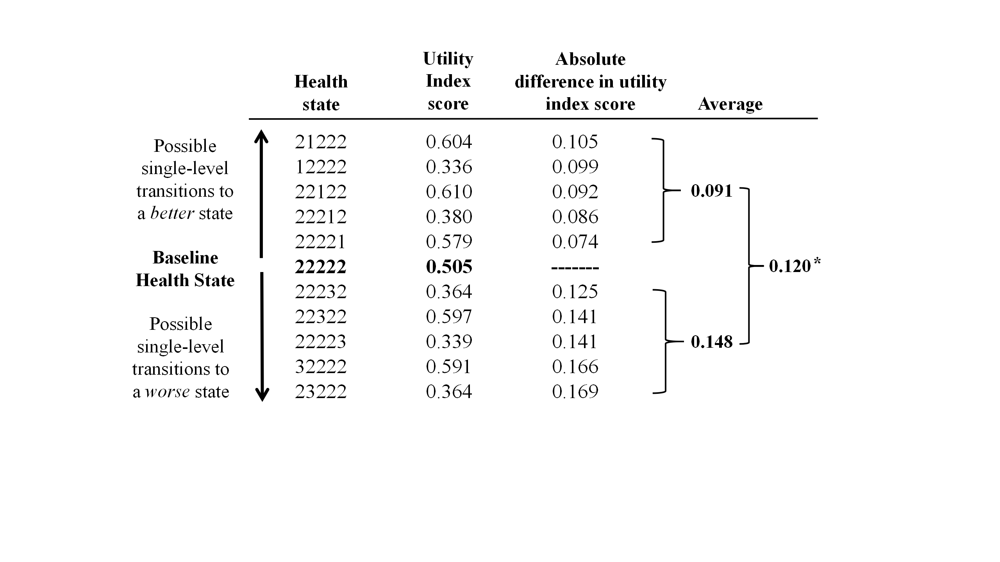 Health
state
Utility
Index
score
Absolute
difference in utility
index score
Average
Possible
single-level
transitions to
a better state
21222 0.604 0.105
12222 0.336 0.099
22122 0.610 0.092
22212 0.380 0.086
22221 0.579 0.074
0.091
Baseline
Health State
22222 0.505 -------
0.120*
Possible
single-level
transitions to
a worse state
22232 0.364 0.125
22322 0.597 0.141
22223 0.339 0.141
32222 0.591 0.166
23222 0.364 0.169
0.148